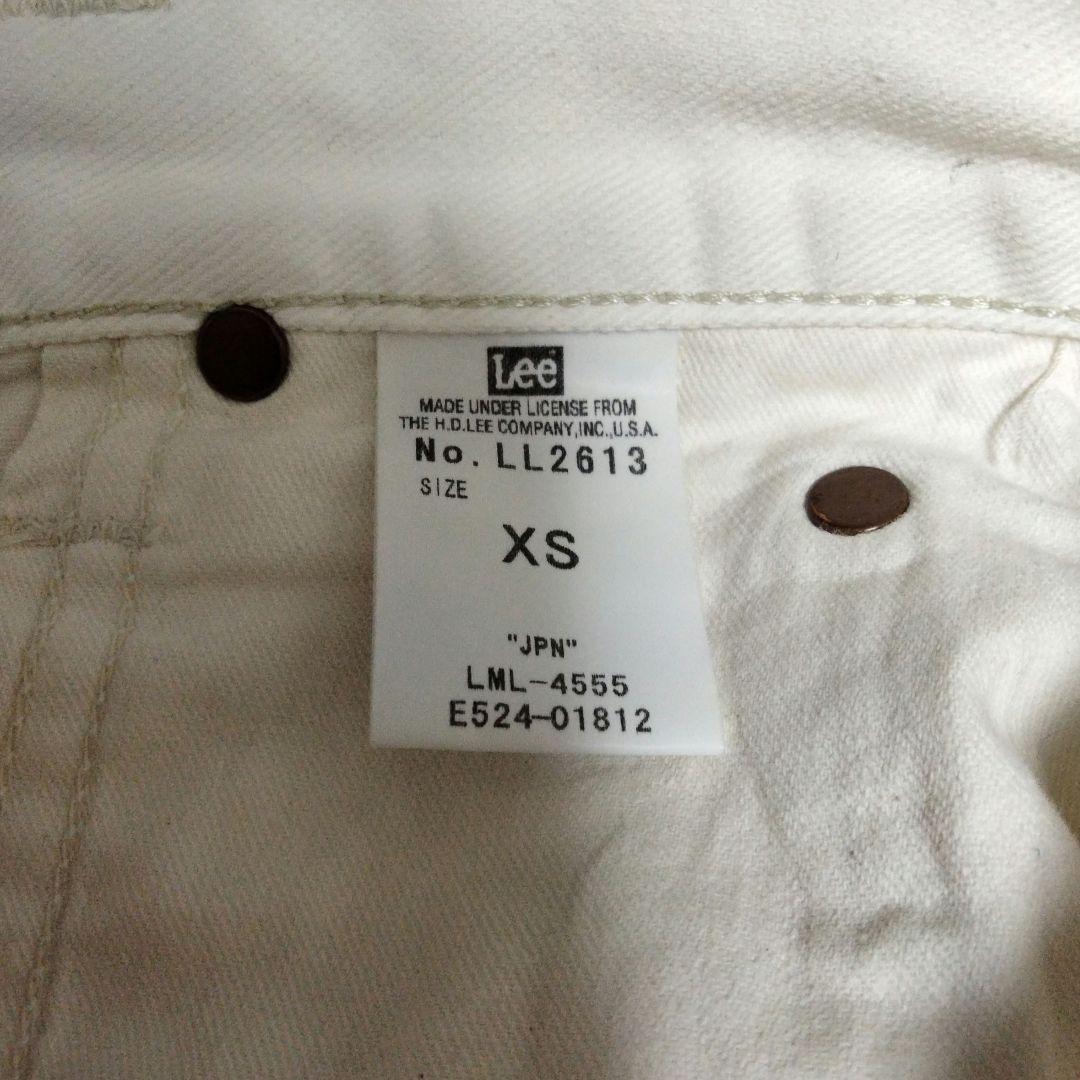 Lee
MADE UNDER LICENSE FROM
THE H.D.LEE COMPANY,INC.,U.S.A.
No. LL2613
SIZE
XS
"JPN"
LML-4555
E524-01812